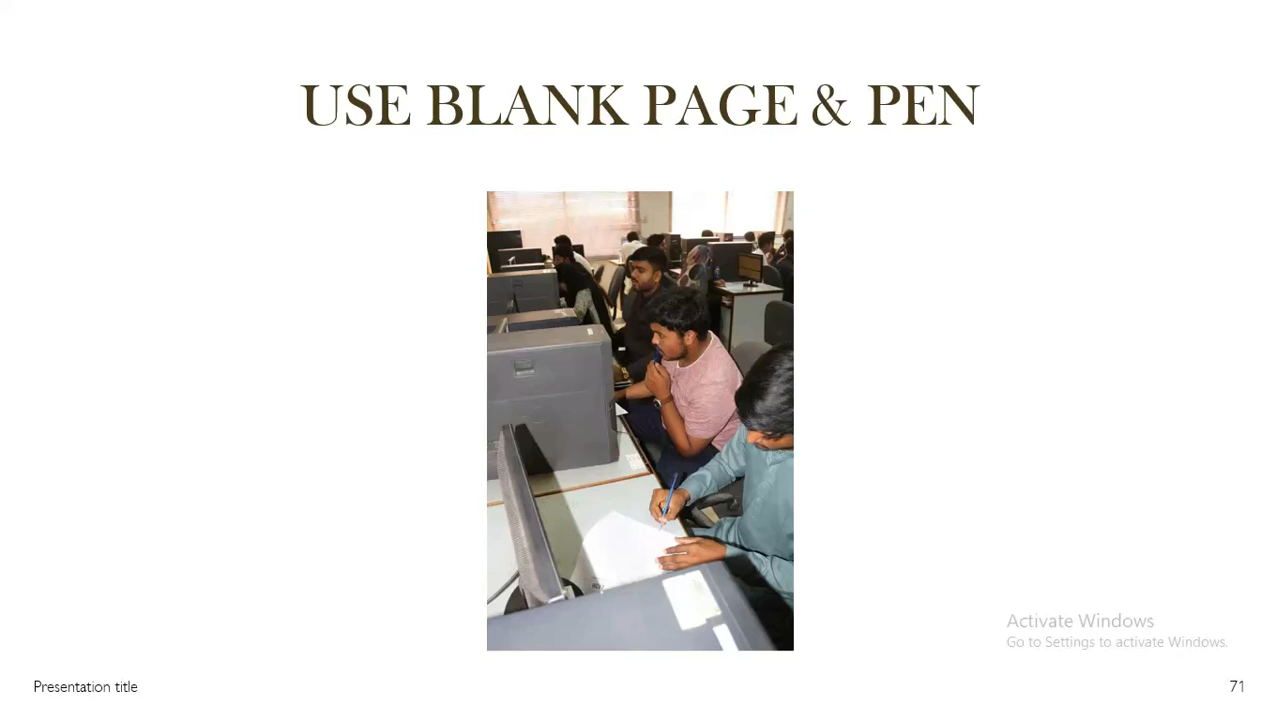 USE BLANK PAGE & PEN
Activate Windows
Go to Settings to activate Windows.
Presentation title
71